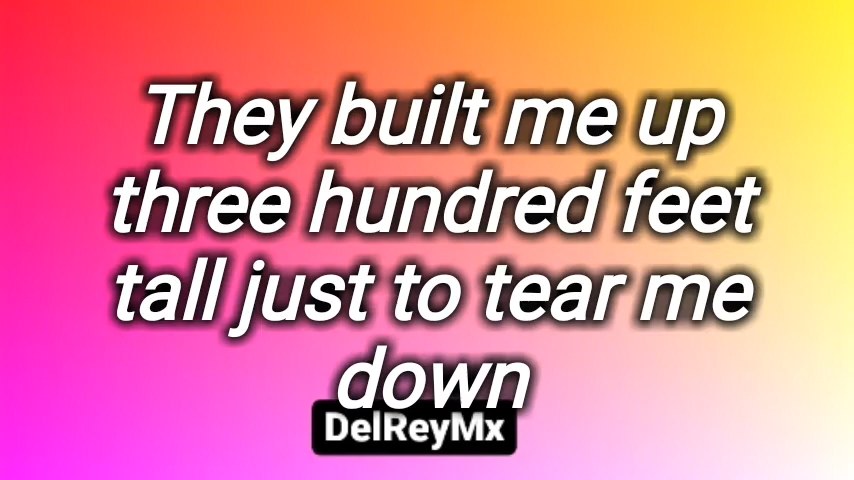 They built me up
three hundred feet
tall just to tear me
down
DelReyMx